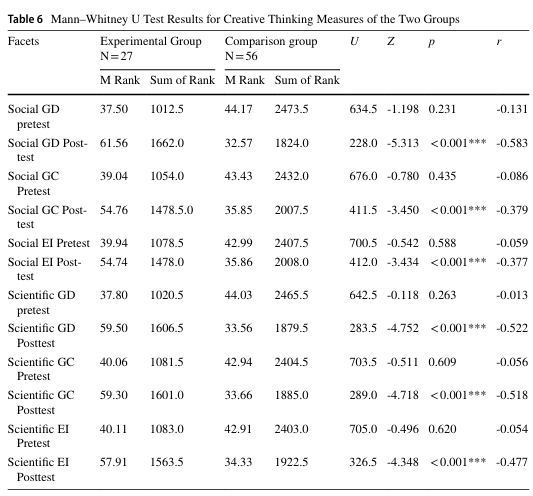 Table 6 Mann–Whitney U Test Results for Creative Thinking Measures of the Two Groups
Facets Experimental Group Comparison group U Z p r
N=27 N=56
M Rank Sum of Rank M Rank Sum of Rank
Social GD 37.50 1012.5 44.17 2473.5 634.5 -1.198 0.231 -0.131
pretest
Social GD Post- 61.56 1662.0 32.57 1824.0 228.0 -5.313 <0.001*** -0.583
test
Social GC 39.04 1054.0 43.43 2432.0 676.0 -0.780 0.435 -0.086
Pretest
Social GC Post- 54.76 1478.5.0 35.85 2007.5 411.5 -3.450 <0.001*** -0.379
test
Social EI Pretest 39.94 1078.5 42.99 2407.5 700.5 -0.542 0.588 -0.059
Social EI Post- 54.74 1478.0 35.86 2008.0 412.0 -3.434 <0.001*** -0.377
test
Scientific GD 37.80 1020.5 44.03 2465.5 642.5 -0.118 0.263 -0.013
pretest
Scientific GD 59.50 1606.5 33.56 1879.5 283.5 -4.752 <0.001*** -0.522
Posttest
Scientific GC 40.06 1081.5 42.94 2404.5 703.5 -0.511 0.609 -0.056
Pretest
Scientific GC 59.30 1601.0 33.66 1885.0 289.0 -4.718 <0.001*** -0.518
Posttest
Scientific EI 40.11 1083.0 42.91 2403.0 705.0 -0.496 0.620 -0.054
Pretest
Scientific EI 57.91 1563.5 34.33 1922.5 326.5 -4.348 <0.001*** -0.477
Posttest